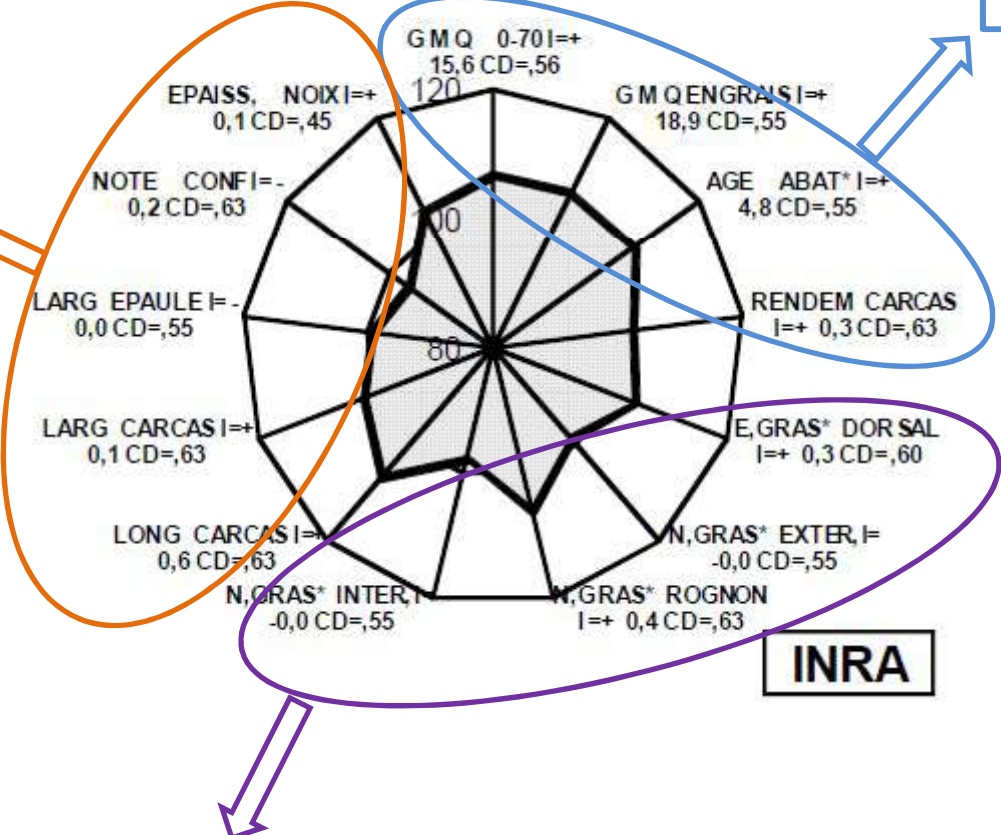 GMQ 0-70 I=+
15,6 CD=,56
120
EPAISS, NOIX I=+
0,1 CD=,45
GMQ ENGRAIS I=+
18,9 CD=,55
NOTE CONF I= -
0,2 CD=,63
AGE ABAT* I=+
4,8 CD=,55
100
LARG EPAULE I= -
0,0 CD=,55
RENDEM CARCAS
I=+ 0,3 CD=,63
80
LARG CARCAS I=+
0,1 CD=,63
E,GRAS* DORSAL
I=+ 0,3 CD=,60
LONG CARCAS I=+
0,6 CD=,63
N,GRAS* EXTER, I=
-0,0 CD=,55
N,GRAS* INTER, I-
-0,0 CD=,55
N,GRAS* ROGNON
I=+ 0,4 CD=,63
INRA